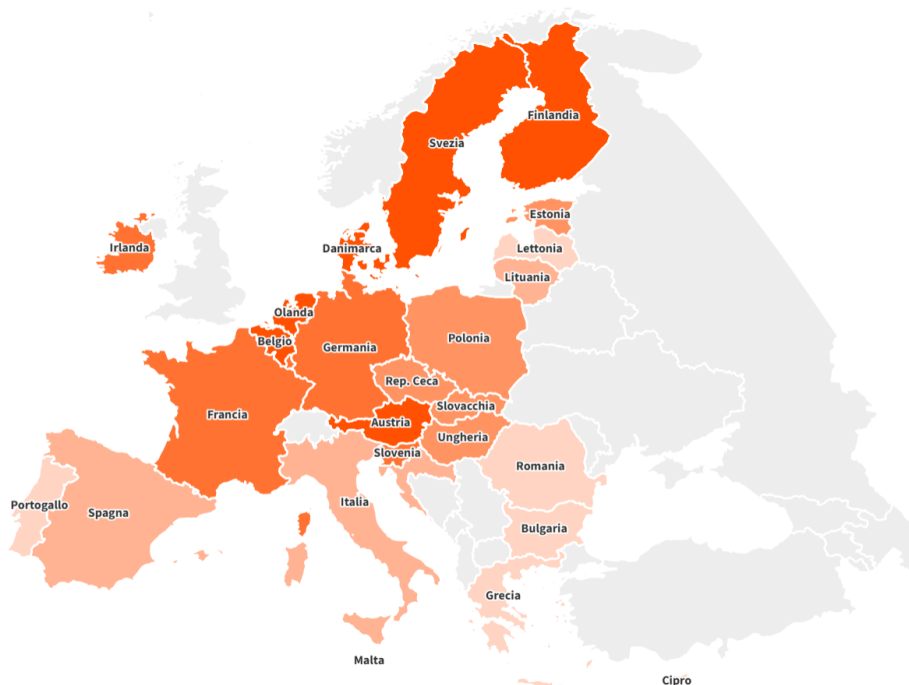 Finlandia
Svezia
Estonia
Irlanda
Danimarca
Lettonia
Lituania
Olanda
Belgio
Germania
Polonia
Rep. Ceca
Francia
Slovacchia
Austria
Ungheria
Slovenia
Romania
Portogallo
Spagna
Italia
Bulgaria
Grecia
Malta
Cipro